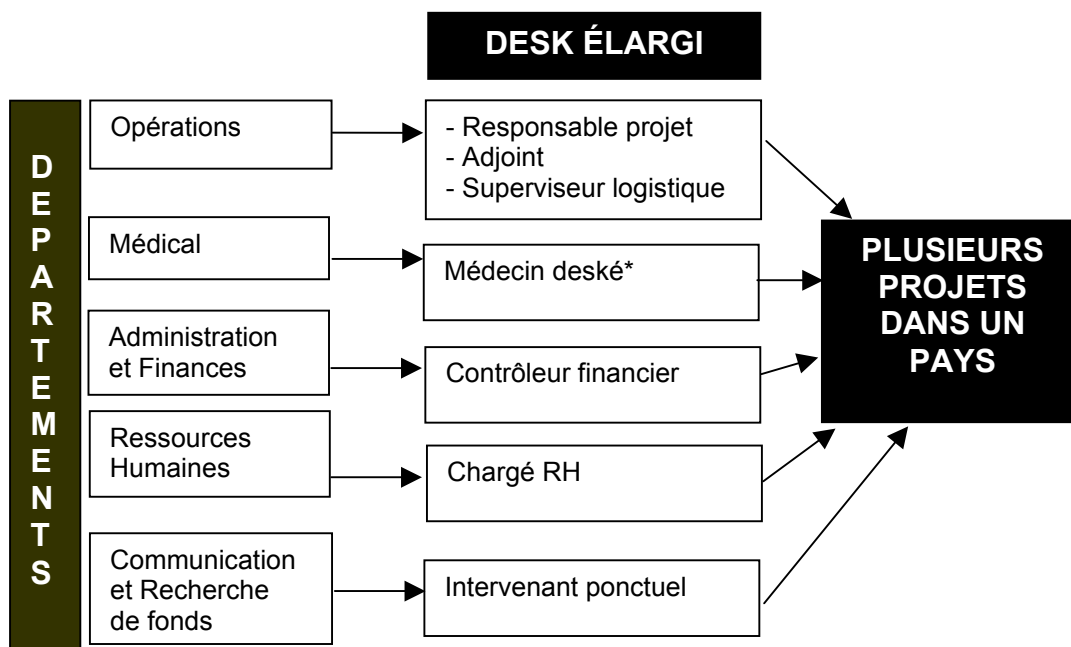 DESK ÉLARGI
DEPARTEMENTS
Opérations
- Responsable projet
- Adjoint
- Superviseur logistique
Médical
Médecin deské*
PLUSIEURS
PROJETS
DANS UN
PAYS
Administration
et Finances
Contrôleur financier
Ressources
Humaines
Chargé RH
Communication
et Recherche
de fonds
Intervenant ponctuel